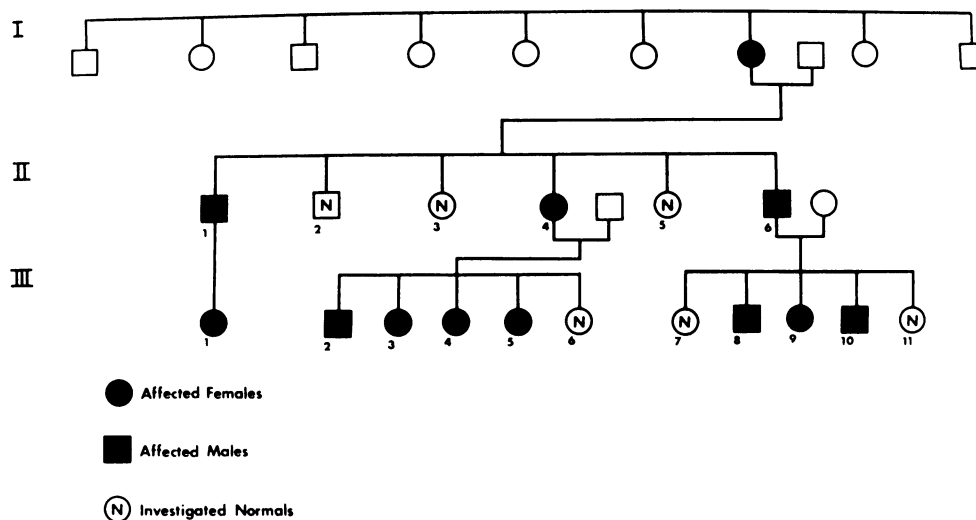 I
II
N N N
1 2 3 4 5 6
III
N N N
1 2 3 4 5 6 7 8 9 10 11
Affected Females
Affected Males
N Investigated Normals